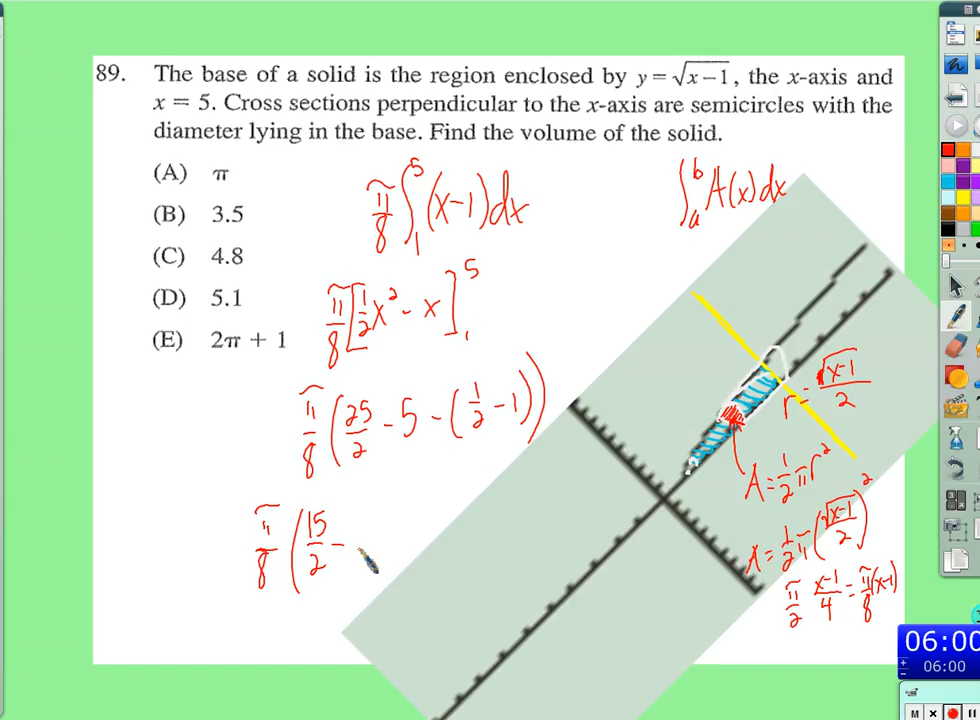 89. The base of a solid is the region enclosed by y = √(x − 1), the x-axis and
x = 5. Cross sections perpendicular to the x-axis are semicircles with the
diameter lying in the base. Find the volume of the solid.
(A) π
(B) 3.5
(C) 4.8
(D) 5.1
(E) 2π + 1
π/8 ∫₁⁵ (x−1) dx
π/8 [1/2 x² − x]₁⁵
π/8 (25/2 − 5 − (1/2 − 1))
π/8 (15/2 −
∫ₐᵇ A(x) dx
r = √(x−1)/2
A = 1/2 πr²
A = 1/2 π (√(x−1)/2)²
π/2 (x−1)/4 = π/8 (x−1)
06:00
06:00
M